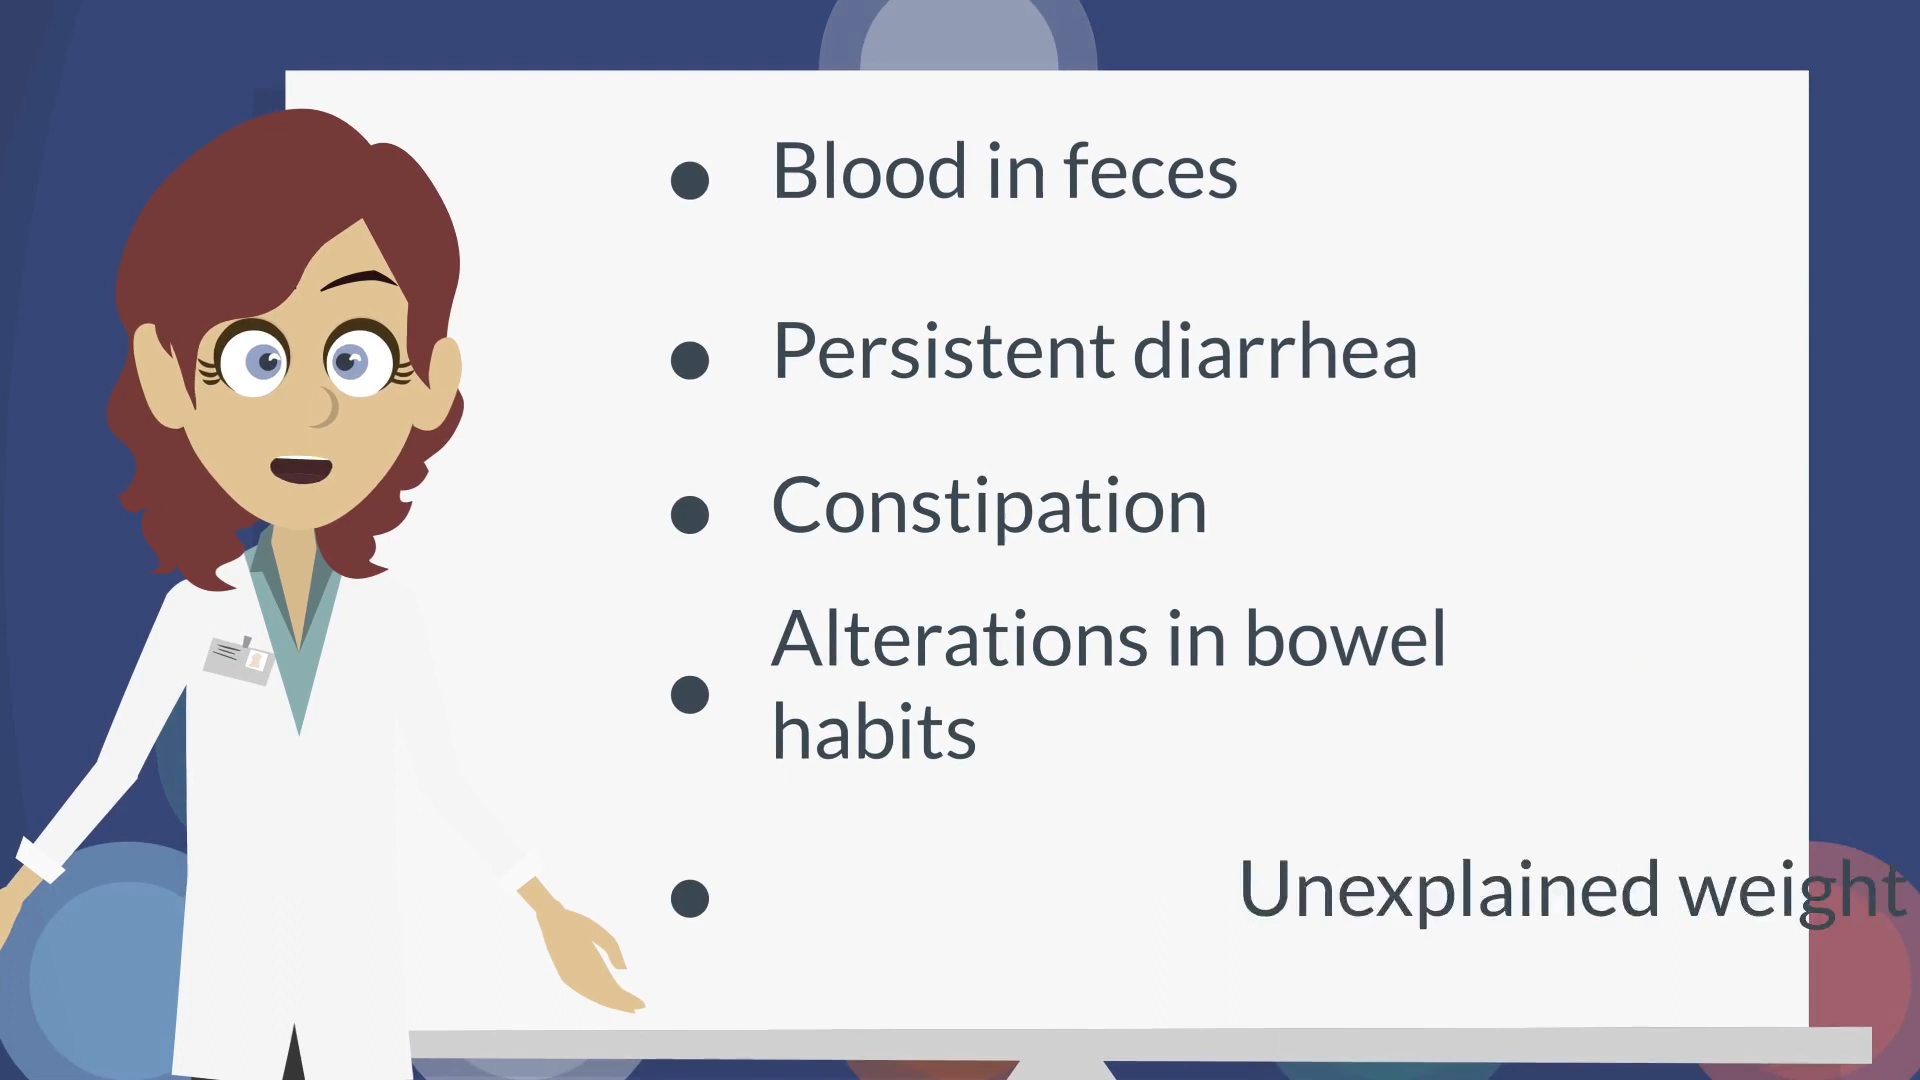 Blood in feces
Persistent diarrhea
Constipation
Alterations in bowel
habits
Unexplained weight